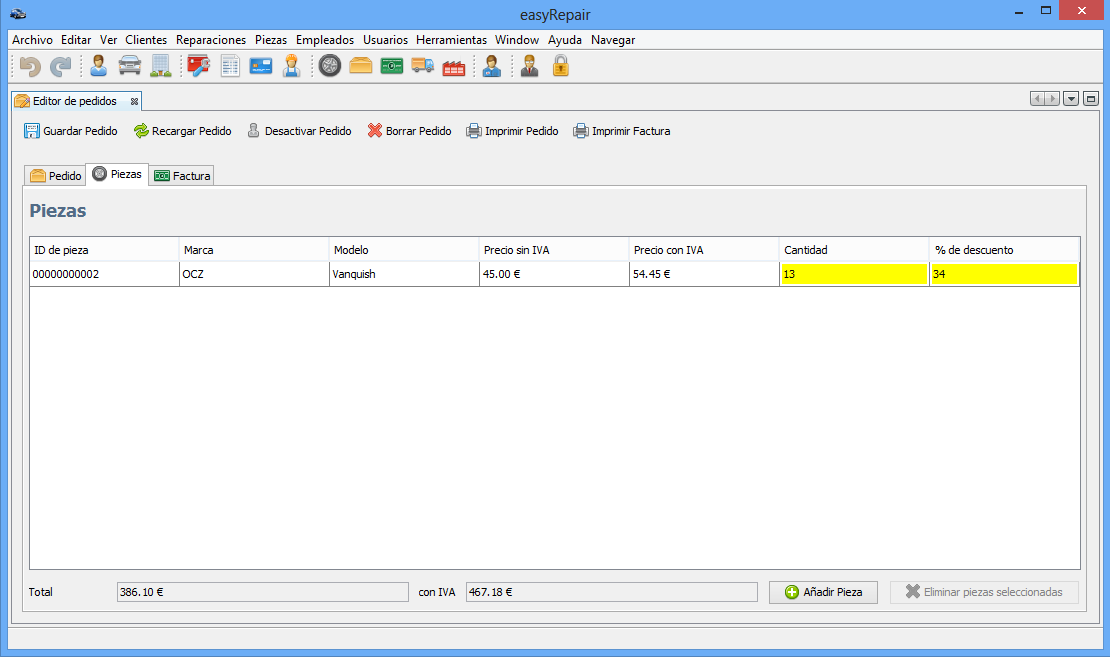 easyRepair
Archivo Editar Ver Clientes Reparaciones Piezas Empleados Usuarios Herramientas Window Ayuda Navegar
Editor de pedidos
Guardar Pedido Recargar Pedido Desactivar Pedido Borrar Pedido Imprimir Pedido Imprimir Factura
Pedido Piezas Factura
Piezas
ID de pieza Marca Modelo Precio sin IVA Precio con IVA Cantidad % de descuento
00000000002 OCZ Vanquish 45.00 € 54.45 € 13 34
Total 386.10 € con IVA 467.18 € Añadir Pieza Eliminar piezas seleccionadas